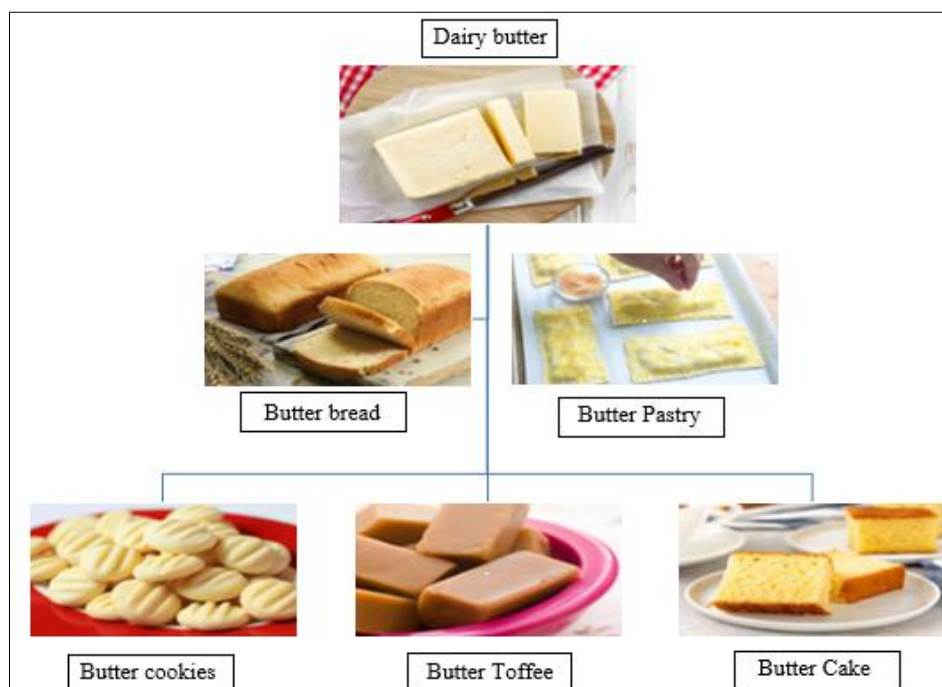 Dairy butter
Butter bread
Butter Pastry
Butter cookies
Butter Toffee
Butter Cake